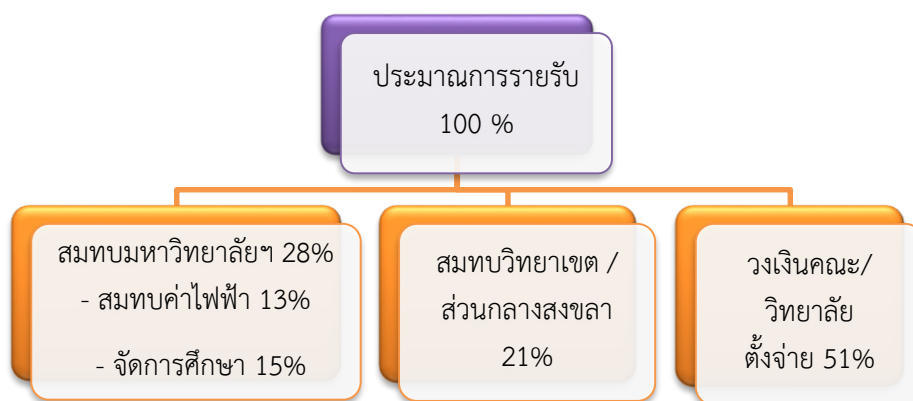 ประมาณการรายรับ
100 %
สมทบมหาวิทยาลัยฯ 28%
- สมทบค่าไฟฟ้า 13%
- จัดการศึกษา 15%
สมทบวิทยาเขต /
ส่วนกลางสงขลา
21%
วงเงินคณะ/
วิทยาลัย
ตั้งจ่าย 51%